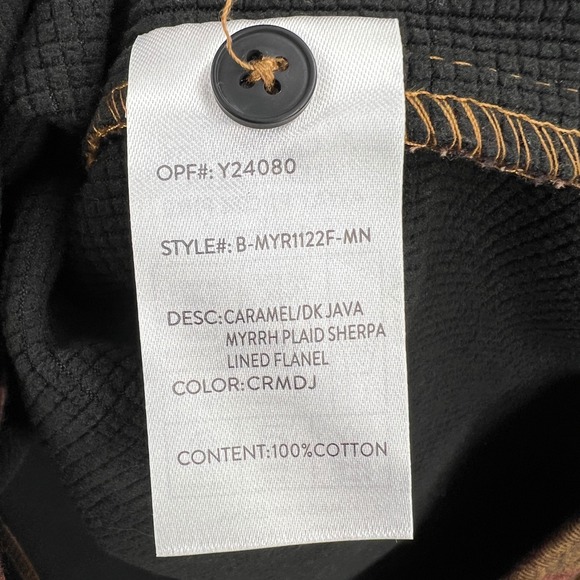 OPF#: Y24080
STYLE#: B-MYR1122F-MN
DESC:CARAMEL/DK JAVA
MYRRH PLAID SHERPA
LINED FLANEL
COLOR:CRMDJ
CONTENT:100%COTTON